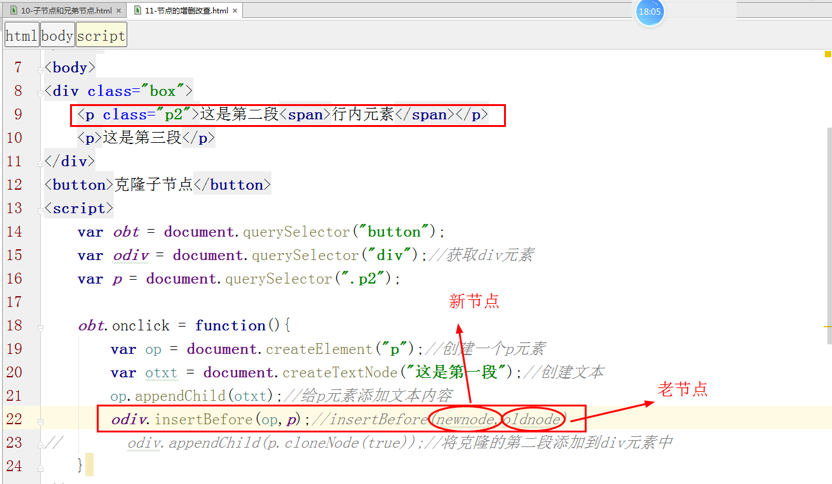 10-子节点和兄弟节点.html × 11-节点的增删改查.html ×
18:05
html body script
7 <body>
8 <div class="box">
9 <p class="p2">这是第二段<span>行内元素</span></p>
10 <p>这是第三段</p>
11 </div>
12 <button>克隆子节点</button>
13 <script>
14 var obt = document.querySelector("button");
15 var odiv = document.querySelector("div");//获取div元素
16 var p = document.querySelector(".p2");
17
新节点
18 obt.onclick = function(){
19 var op = document.createElement("p");//创建一个p元素
20 var otxt = document.createTextNode("这是第一段");//创建文本
老节点
21 op.appendChild(otxt);//给p元素添加文本内容
22 odiv.insertBefore(op,p);//insertBefore(newnode,oldnode)
23 // odiv.appendChild(p.cloneNode(true));//将克隆的第二段添加到div元素中
24 }